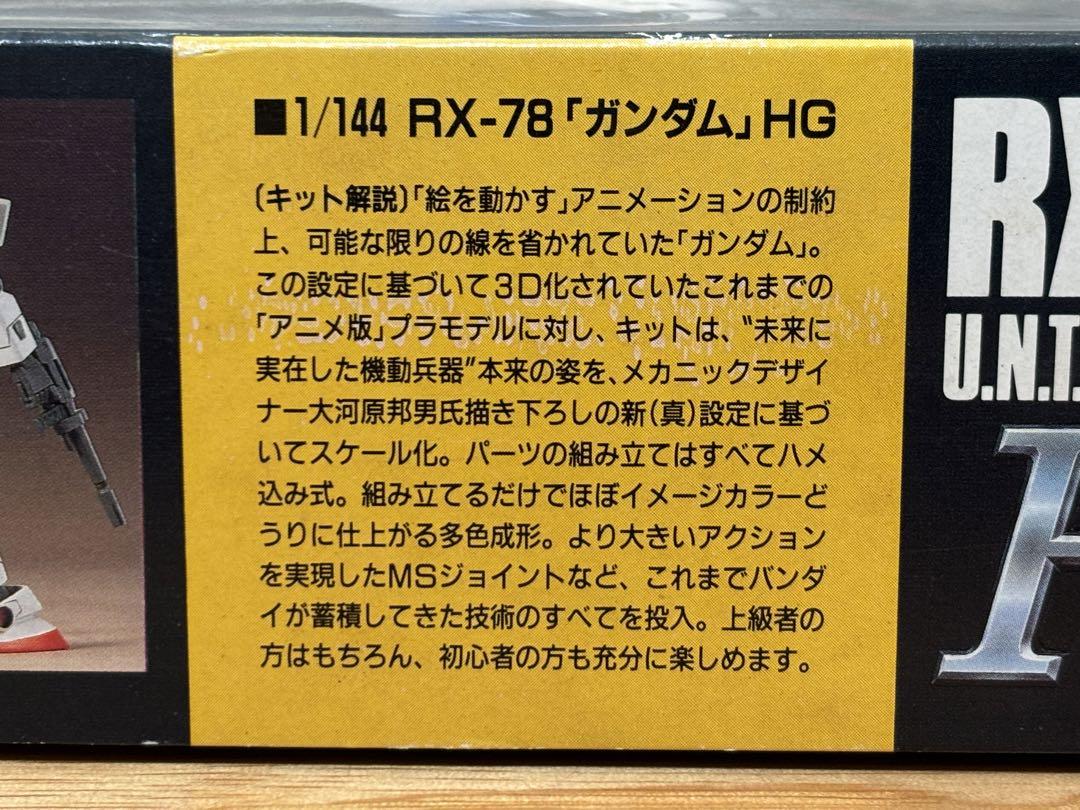 ■1/144 RX-78「ガンダム」HG
〔キット解説〕「絵を動かす」アニメーションの制約
上、可能な限りの線を省かれていた「ガンダム」。
この設定に基づいて3D化されていたこれまでの
「アニメ版」プラモデルに対し、キットは、〝未来に
実在した機動兵器〟本来の姿を、メカニックデザイ
ナー大河原邦男氏描き下ろしの新(真)設定に基づ
いてスケール化。パーツの組み立てはすべてハメ
込み式。組み立てるだけでほぼイメージカラーど
うりに仕上がる多色成形。より大きいアクション
を実現したMSジョイントなど、これまでバンダ
イが蓄積してきた技術のすべてを投入。上級者の
方はもちろん、初心者の方も充分に楽しめます。
RX
U.N.T.